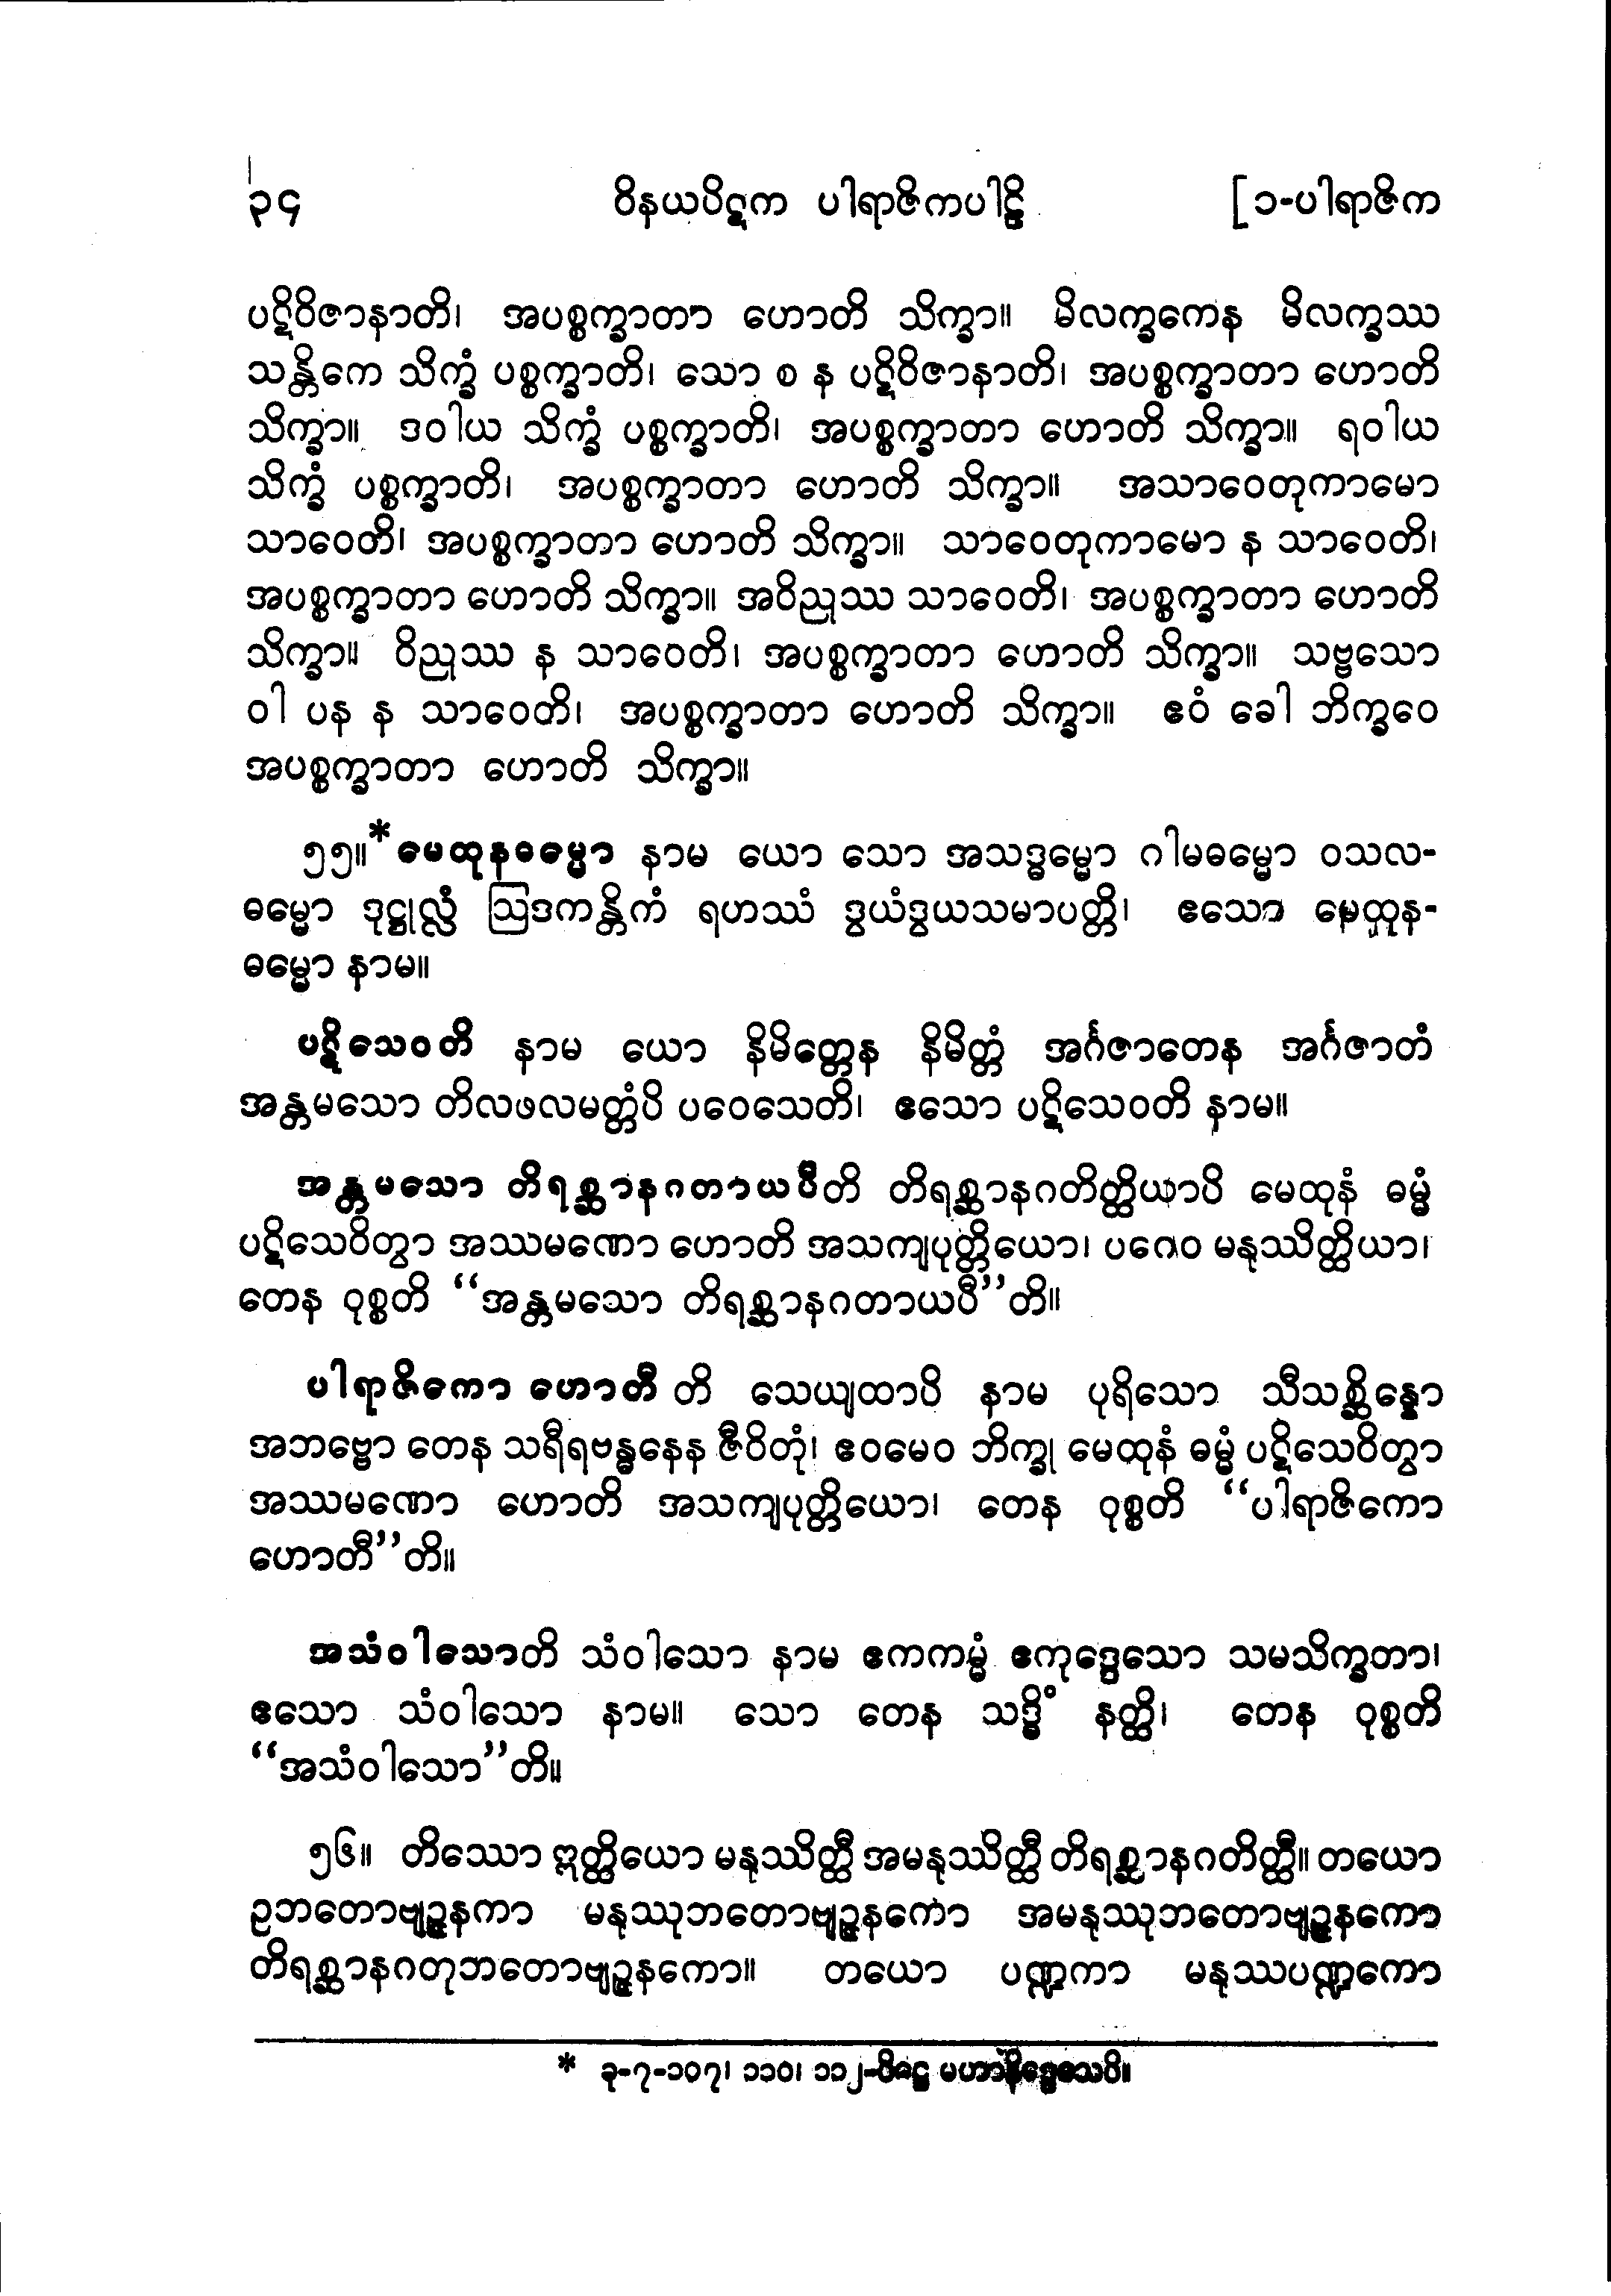 ၃၄ ဝိနယပိဋက ပါရာဇိကပါဠိ [ ၁-ပါရာဇိက
ပဋိဝိဇာနာတိ၊ အပစ္စက္ခာတာ ဟောတိ သိက္ခာ။ မိလက္ခကေန မိလက္ခဿ
သန္တိကေ သိက္ခံ ပစ္စက္ခာတိ၊ သော စ န ပဋိဝိဇာနာတိ၊ အပစ္စက္ခာတာ ဟောတိ
သိက္ခာ။ ဒဝါယ သိက္ခံ ပစ္စက္ခာတိ၊ အပစ္စက္ခာတာ ဟောတိ သိက္ခာ။ ရဝါယ
သိက္ခံ ပစ္စက္ခာတိ၊ အပစ္စက္ခာတာ ဟောတိ သိက္ခာ။ အသာဝေတုကာမော
သာဝေတိ၊ အပစ္စက္ခာတာ ဟောတိ သိက္ခာ။ သာဝေတုကာမော န သာဝေတိ၊
အပစ္စက္ခာတာ ဟောတိ သိက္ခာ။ အဝိညုဿ သာဝေတိ၊ အပစ္စက္ခာတာ ဟောတိ
သိက္ခာ။ ဝိညုဿ န သာဝေတိ၊ အပစ္စက္ခာတာ ဟောတိ သိက္ခာ။ သဗ္ဗသော
ဝါ ပန န သာဝေတိ၊ အပစ္စက္ခာတာ ဟောတိ သိက္ခာ။ ဧဝံ ခေါ ဘိက္ခဝေ
အပစ္စက္ခာတာ ဟောတိ သိက္ခာ။
၅၅။* မေထုနဓမ္မော နာမ ယော သော အသဒ္ဓမ္မော ဂါမဓမ္မော ဝသလ-
ဓမ္မော ဒုဋ္ဌုလ္လံ ဩဒကန္တိကံ ရဟဿံ ဒွယံဒွယသမာပတ္တိ၊ ဧသော မေထုန-
ဓမ္မော နာမ။
ပဋိသေဝတိ နာမ ယော နိမိတ္တေန နိမိတ္တံ အင်္ဂဇာတေန အင်္ဂဇာတံ
အန္တမသော တိလဖလမတ္တံပိ ပဝေသေတိ၊ ဧသော ပဋိသေဝတိ နာမ။
အန္တမသော တိရစ္ဆာနဂတာယပီတိ တိရစ္ဆာနဂတိတ္ထိယာပိ မေထုနံ ဓမ္မံ
ပဋိသေဝိတွာ အဿမဏော ဟောတိ အသကျပုတ္တိယော၊ ပဂေဝ မနုဿိတ္ထိယာ၊
တေန ဝုစ္စတိ “အန္တမသော တိရစ္ဆာနဂတာယပီ”တိ။
ပါရာဇိကော ဟောတီ တိ သေယျထာပိ နာမ ပုရိသော သီသစ္ဆိန္နော
အဘဗ္ဗော တေန သရီရဗန္ဓနေန ဇီဝိတုံ၊ ဧဝမေဝ ဘိက္ခု မေထုနံ ဓမ္မံ ပဋိသေဝိတွာ
အဿမဏော ဟောတိ အသကျပုတ္တိယော၊ တေန ဝုစ္စတိ “ပါရာဇိကော
ဟောတီ”တိ။
အသံဝါသောတိ သံဝါသော နာမ ဧကကမ္မံ ဧကုဒ္ဒေသော သမသိက္ခတာ၊
ဧသော သံဝါသော နာမ။ သော တေန သဒ္ဓိံ နတ္ထိ၊ တေန ဝုစ္စတိ
“အသံဝါသော”တိ။
၅၆။ တိဿော ဣတ္ထိယော မနုဿိတ္ထီ အမနုဿိတ္ထီ တိရစ္ဆာနဂတိတ္ထီ။ တယော
ဥဘတောဗျဉ္ဇနကာ မနုဿုဘတောဗျဉ္ဇနကော အမနုဿုဘတောဗျဉ္ဇနကော
တိရစ္ဆာနဂတုဘတောဗျဉ္ဇနကော။ တယော ပဏ္ဍကာ မနုဿပဏ္ဍကော
* ခု-၇-၁၀၇၊ ၁၁၀၊ ၁၁၂-ပိဋ္ဌေ မဟာနိဒ္ဒေသေပိ။